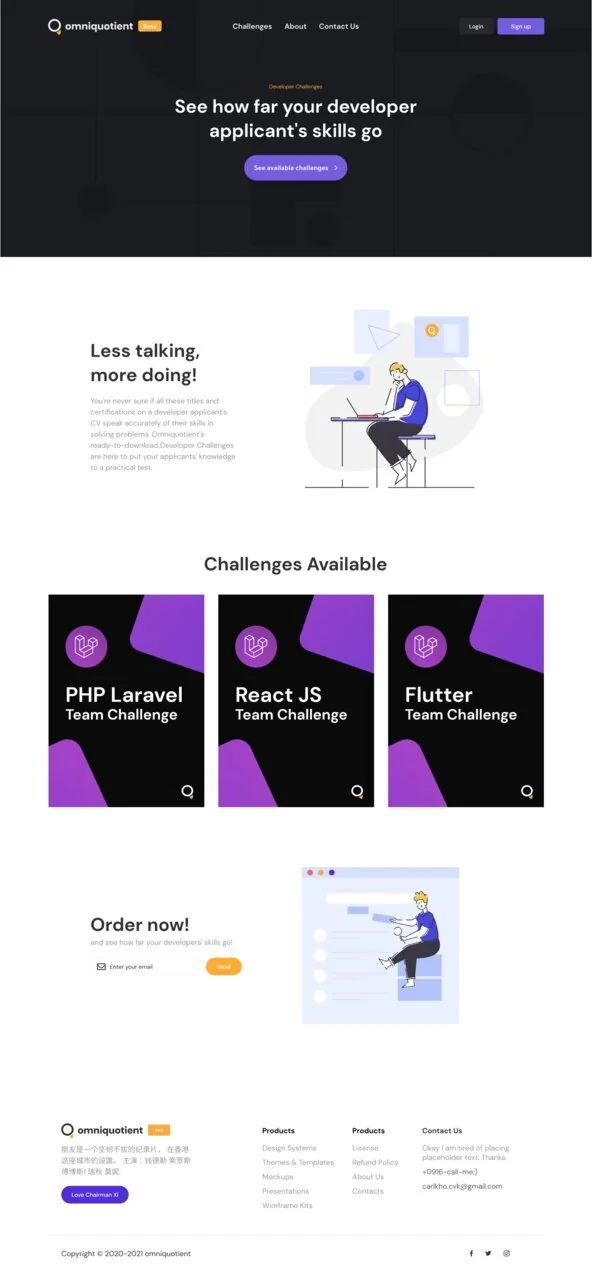 omniquotient Beta
Challenges About Contact Us
Login Sign up
Developer Challenges
See how far your developer
applicant's skills go
See available challenges
Less talking,
more doing!
You're never sure if all these titles and
certifications on a developer applicant's
CV speak accurately of their skills in
solving problems. Omniquotient's
ready-to-download Developer Challenges
are here to put your applicants' knowledge
to a practical test.
Challenges Available
PHP Laravel
Team Challenge
React JS
Team Challenge
Flutter
Team Challenge
Order now!
and see how far your developers' skills go!
Enter your email Send
omniquotient
朋友是一个坚韧不拔的纪录片， 在香港
这座城市的设置。 主演：钱德勒 索罗斯
傅博斯! 瑞秋 莫妮.
Love Chairman Xi
Products
Design Systems
Themes & Templates
Mockups
Presentations
Wireframe Kits
Products
License
Refund Policy
About Us
Contacts
Contact Us
Okay I am tired of placing
placeholder text. Thanks.
+0916-call-me;)
carlkho.cvk@gmail.com
Copyright © 2020-2021 omniquotient